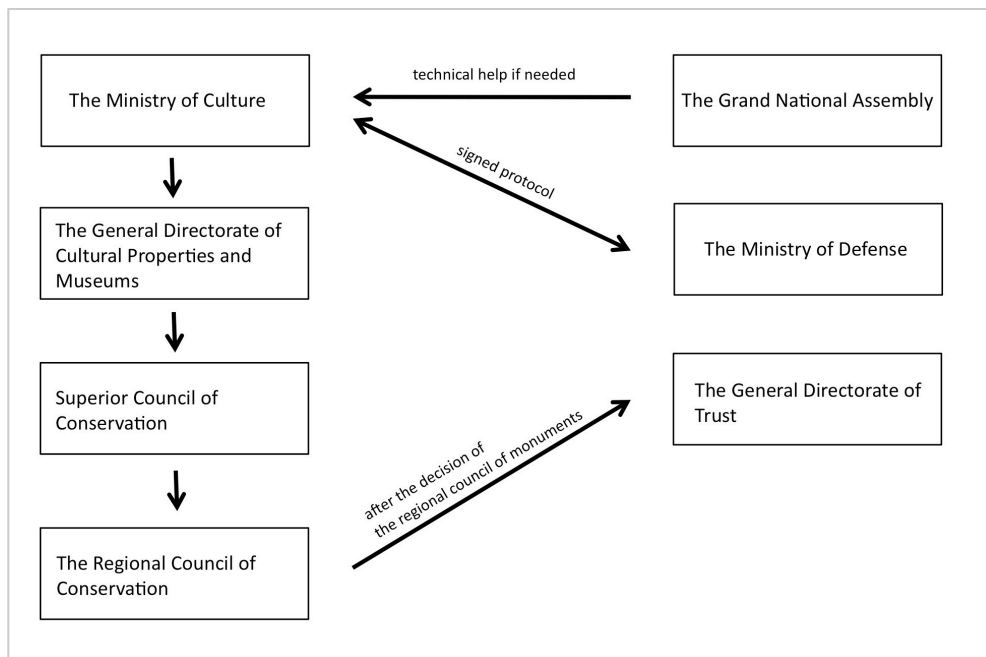 The Ministry of Culture
technical help if needed
The Grand National Assembly
signed protocol
The General Directorate of
Cultural Properties and
Museums
The Ministry of Defense
Superior Council of
Conservation
The General Directorate of
Trust
after the decision of
the regional council of monuments
The Regional Council of
Conservation